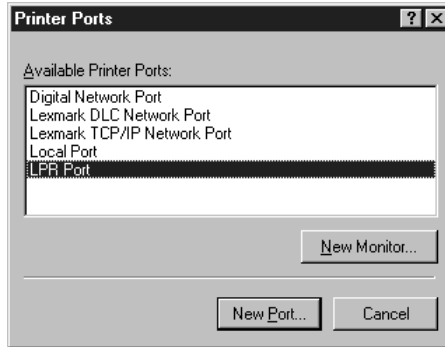 Printer Ports
Available Printer Ports:
Digital Network Port
Lexmark DLC Network Port
Lexmark TCP/IP Network Port
Local Port
LPR Port
New Monitor...
New Port...
Cancel